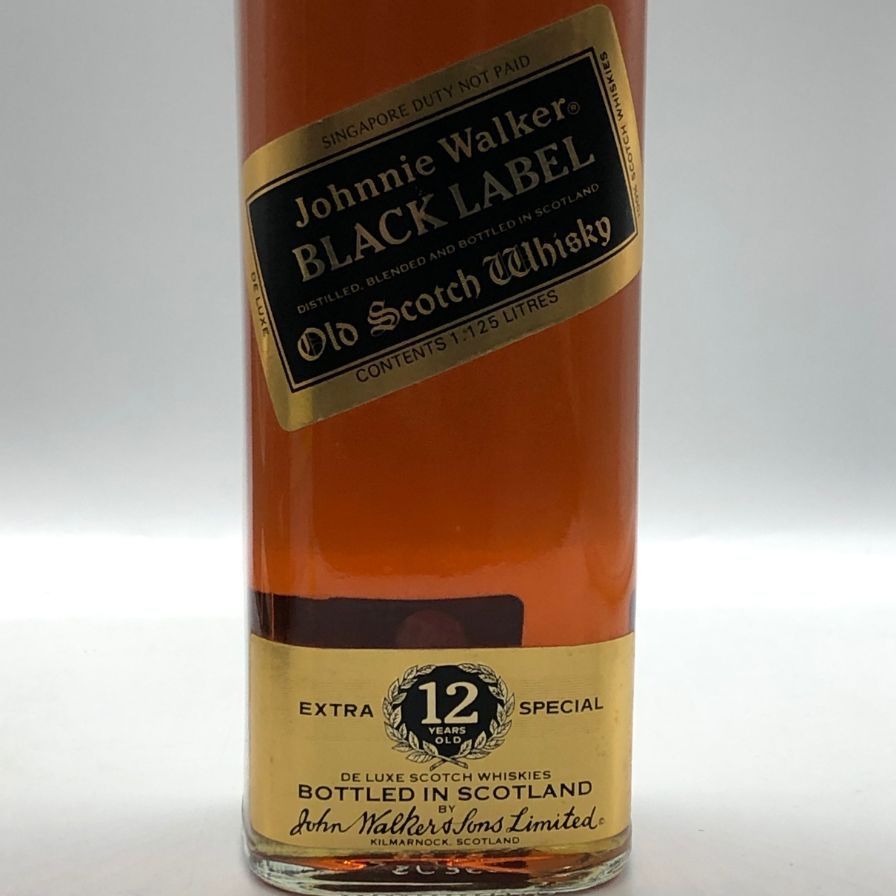 SINGAPORE DUTY NOT PAID
Johnnie Walker®
BLACK LABEL
DISTILLED, BLENDED AND BOTTLED IN SCOTLAND
Old Scotch Whisky
CONTENTS 1.125 LITRES
DE LUXE
100% SCOTCH WHISKIES
EXTRA 12 SPECIAL
YEARS
OLD
DE LUXE SCOTCH WHISKIES
BOTTLED IN SCOTLAND
BY
John Walker & Sons Limited.
KILMARNOCK, SCOTLAND